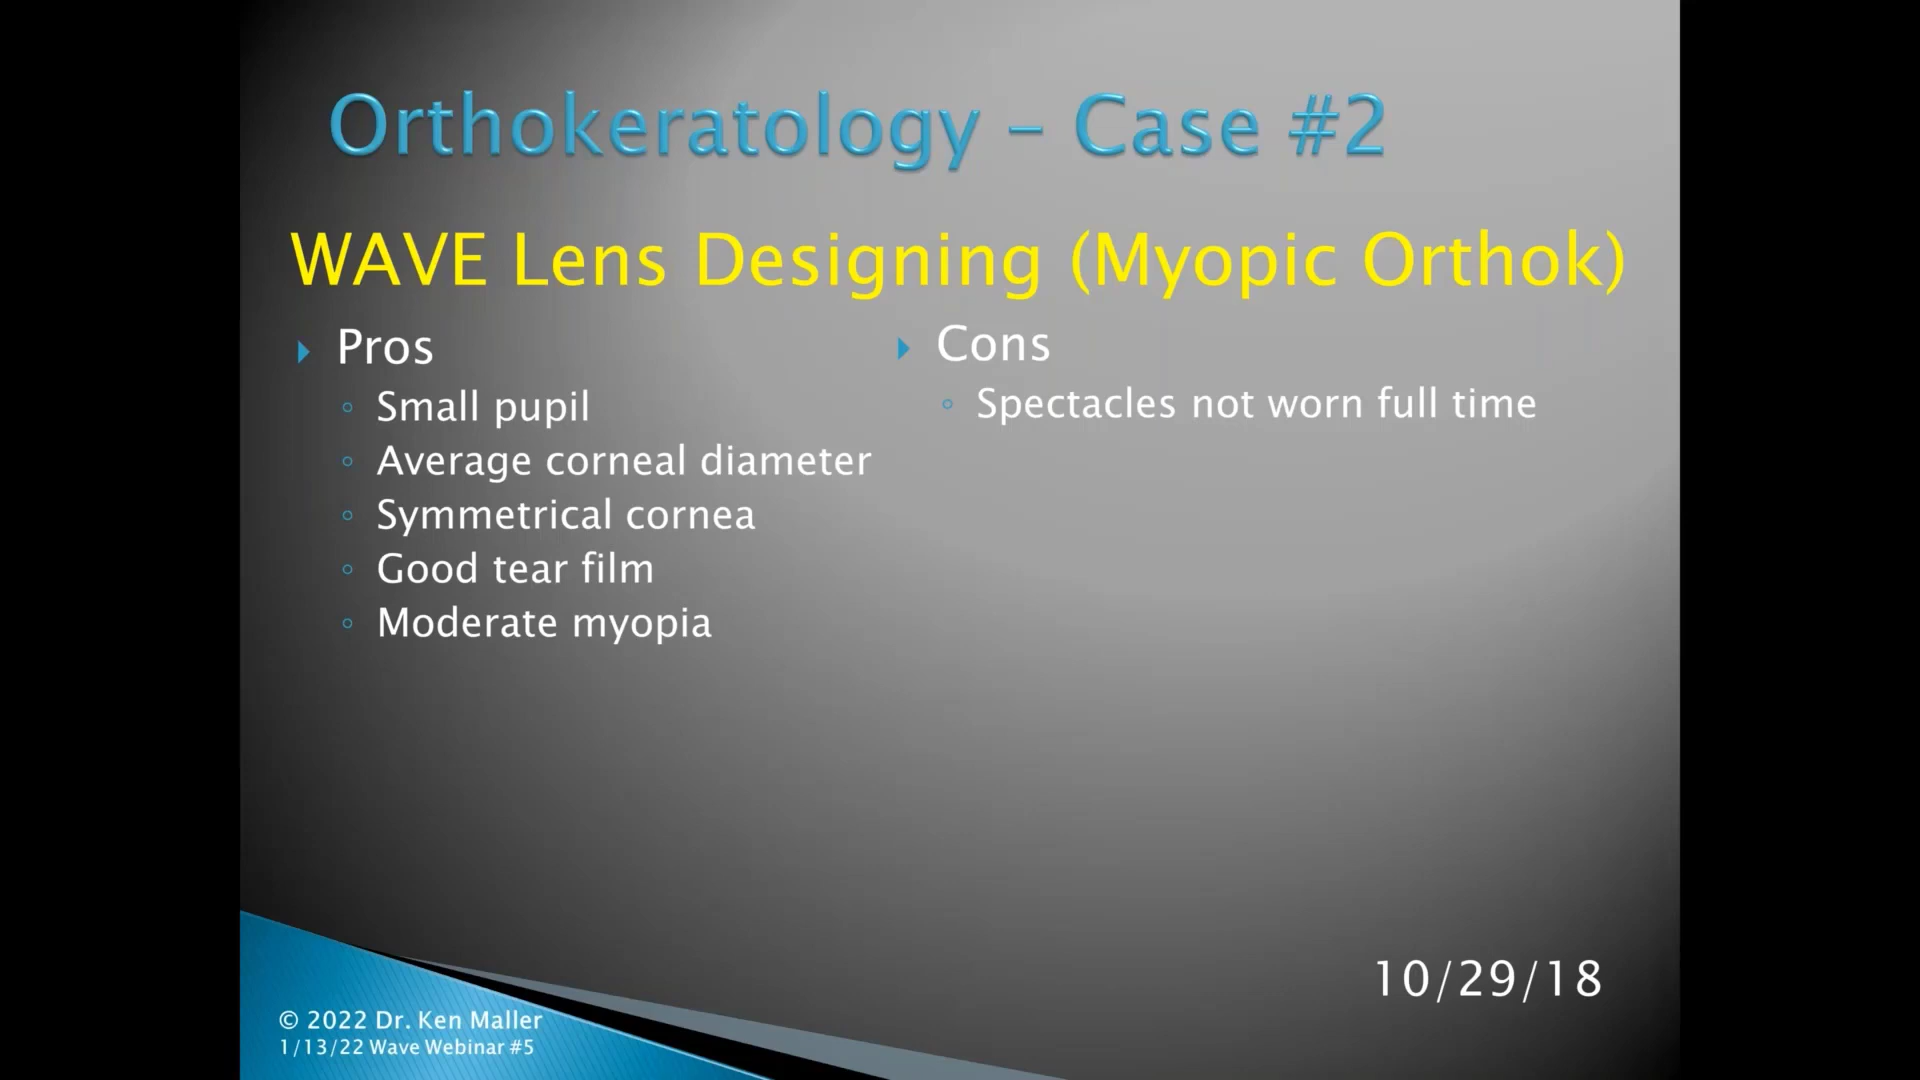 Orthokeratology – Case #2
WAVE Lens Designing (Myopic Orthok)
Pros
Small pupil
Average corneal diameter
Symmetrical cornea
Good tear film
Moderate myopia
Cons
Spectacles not worn full time
10/29/18
© 2022 Dr. Ken Maller
1/13/22 Wave Webinar #5